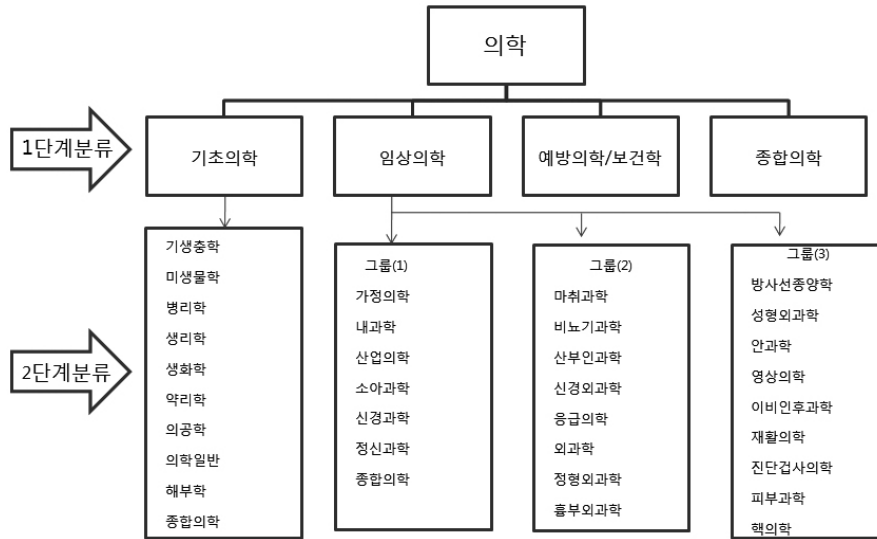 의학
1단계분류
기초의학
임상의학
예방의학/보건학
종합의학
2단계분류
기생충학
미생물학
병리학
생리학
생화학
약리학
의공학
의학일반
해부학
종합의학
그룹(1)
가정의학
내과학
산업의학
소아과학
신경과학
정신과학
종합의학
그룹(2)
마취과학
비뇨기과학
산부인과학
신경외과학
응급의학
외과학
정형외과학
흉부외과학
그룹(3)
방사선종양학
성형외과학
안과학
영상의학
이비인후과학
재활의학
진단겁사의학
피부과학
핵의학